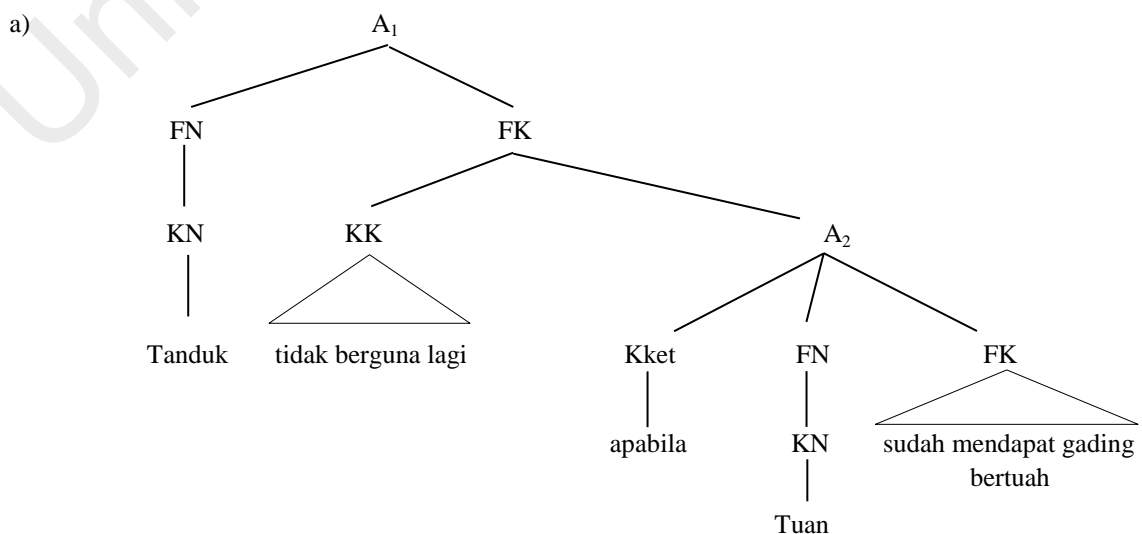 a)
A₁
FN FK
KN KK A₂
Tanduk tidak berguna lagi Kket FN FK
apabila KN sudah mendapat gading
bertuah
Tuan